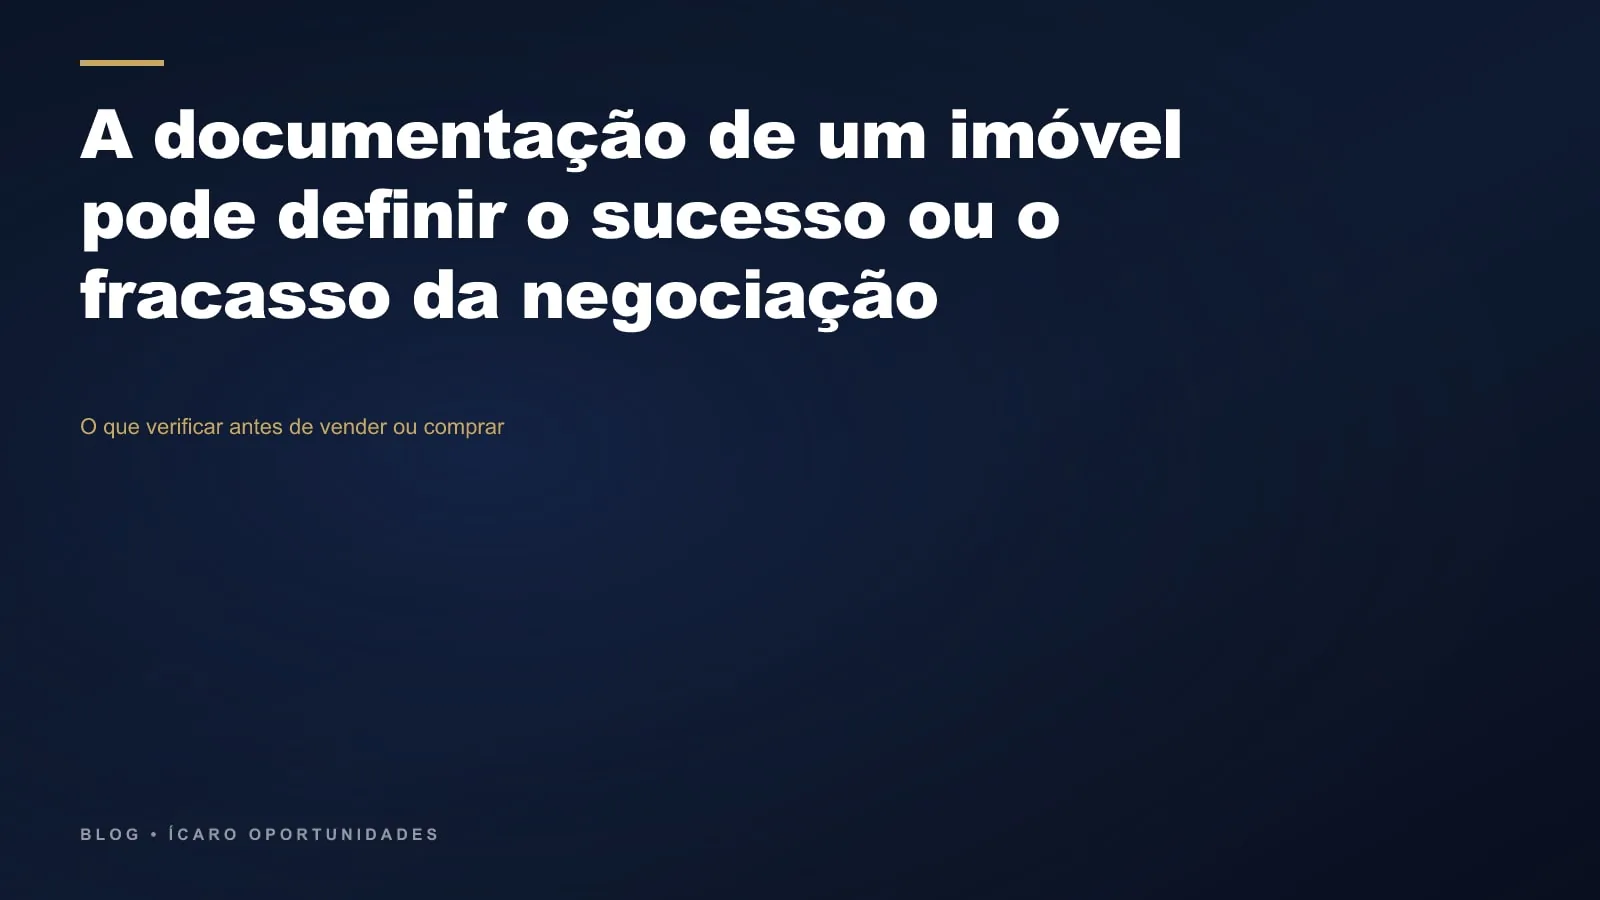 A documentação de um imóvel
pode definir o sucesso ou o
fracasso da negociação
O que verificar antes de vender ou comprar
BLOG • ÍCARO OPORTUNIDADES